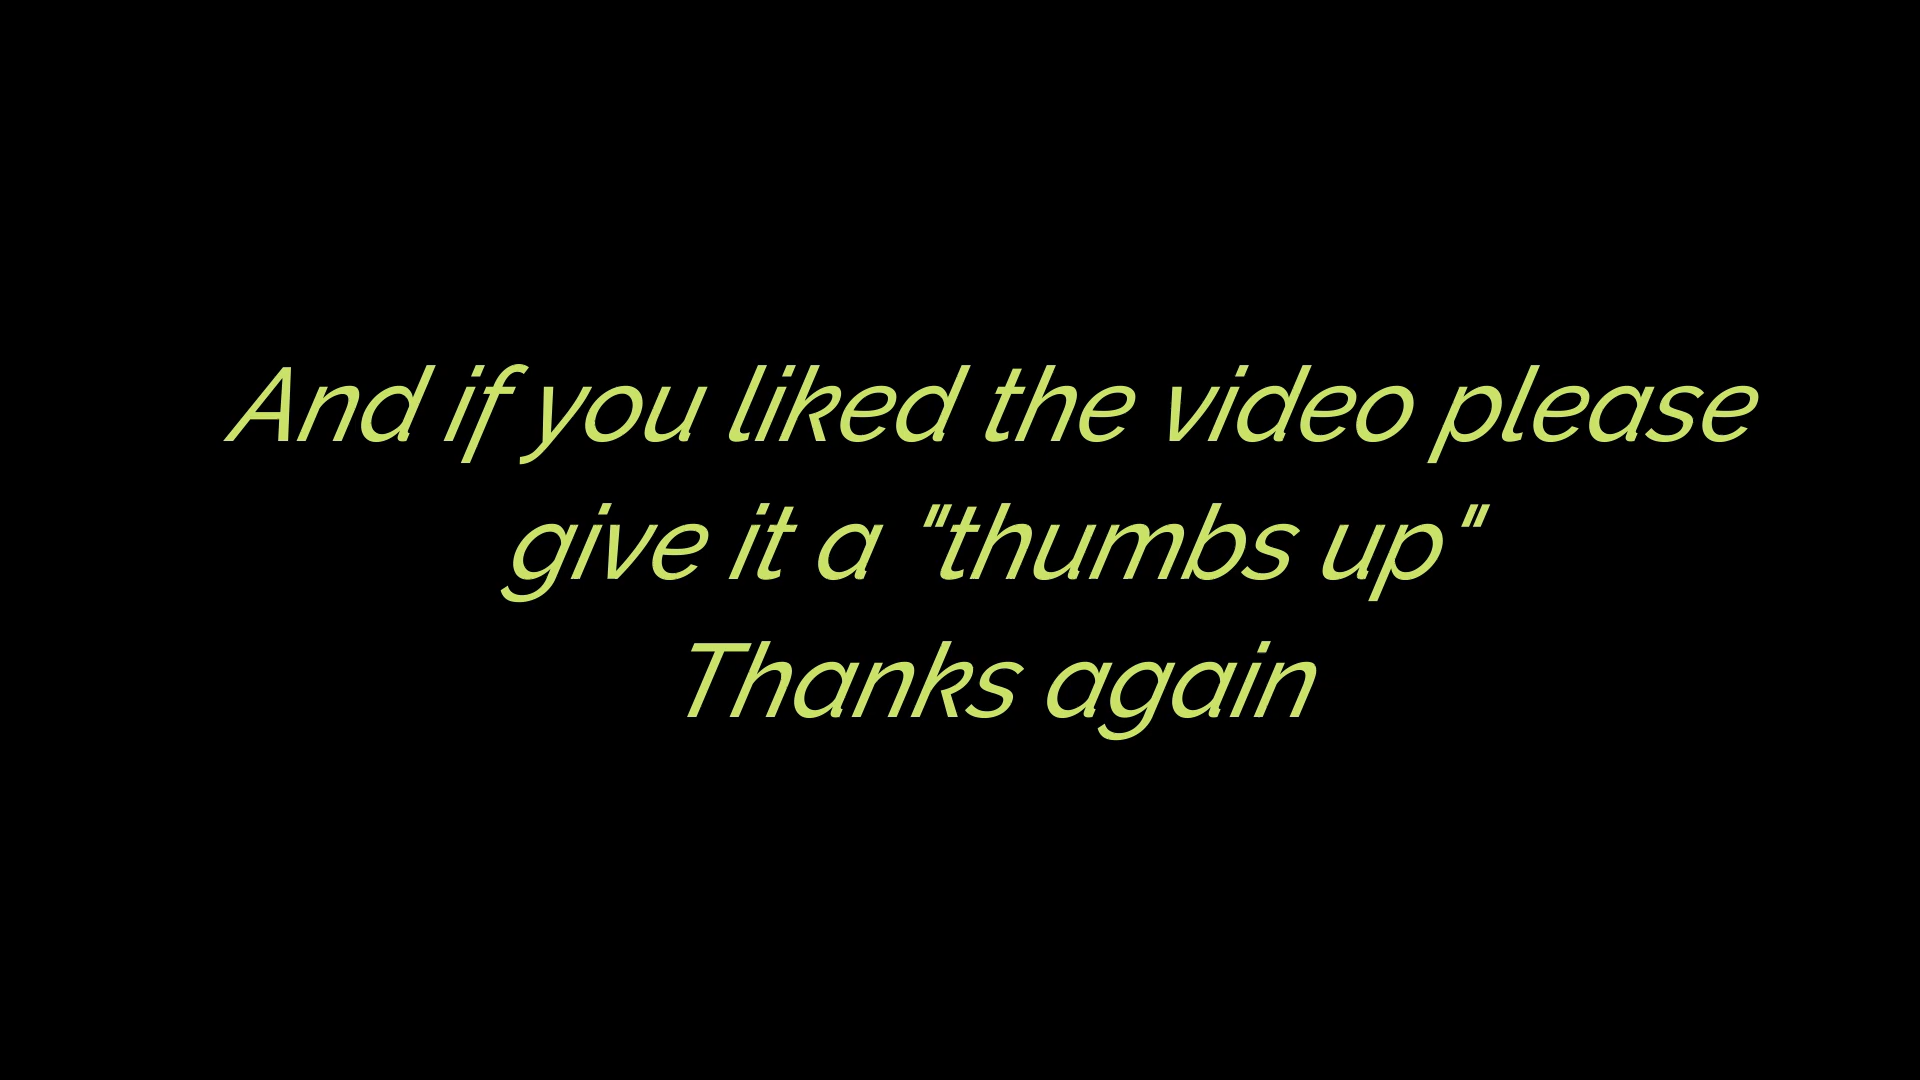 And if you liked the video please
give it a "thumbs up"
Thanks again